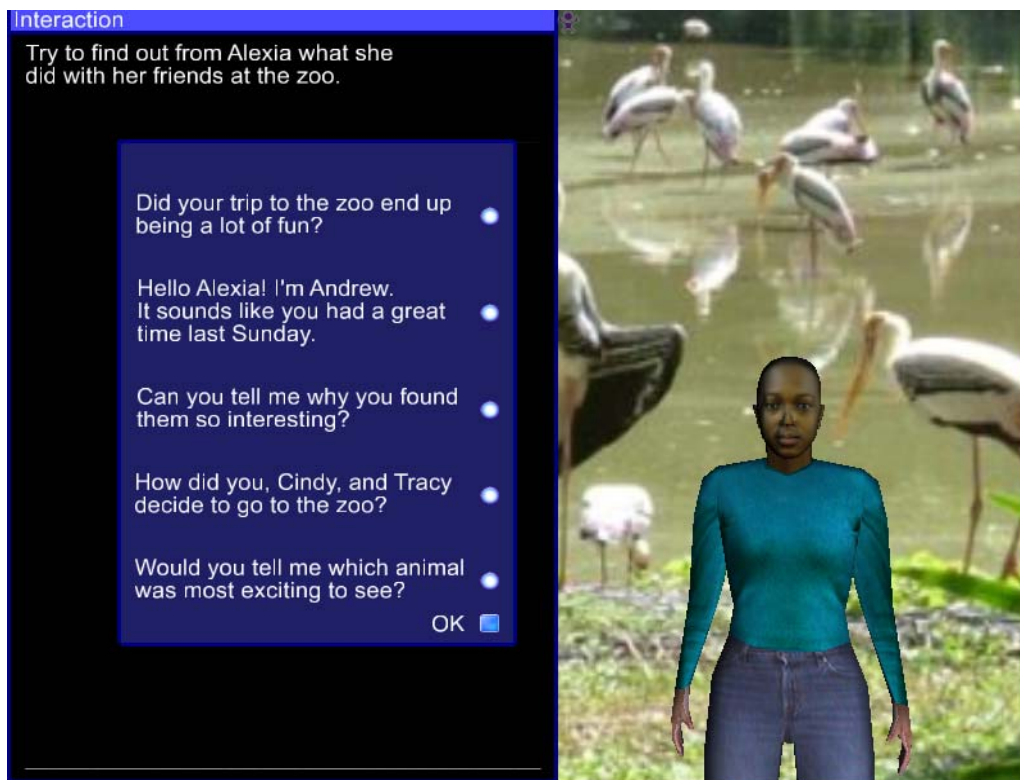 Interaction
Try to find out from Alexia what she
did with her friends at the zoo.
Did your trip to the zoo end up
being a lot of fun?
Hello Alexia! I'm Andrew.
It sounds like you had a great
time last Sunday.
Can you tell me why you found
them so interesting?
How did you, Cindy, and Tracy
decide to go to the zoo?
Would you tell me which animal
was most exciting to see?
OK